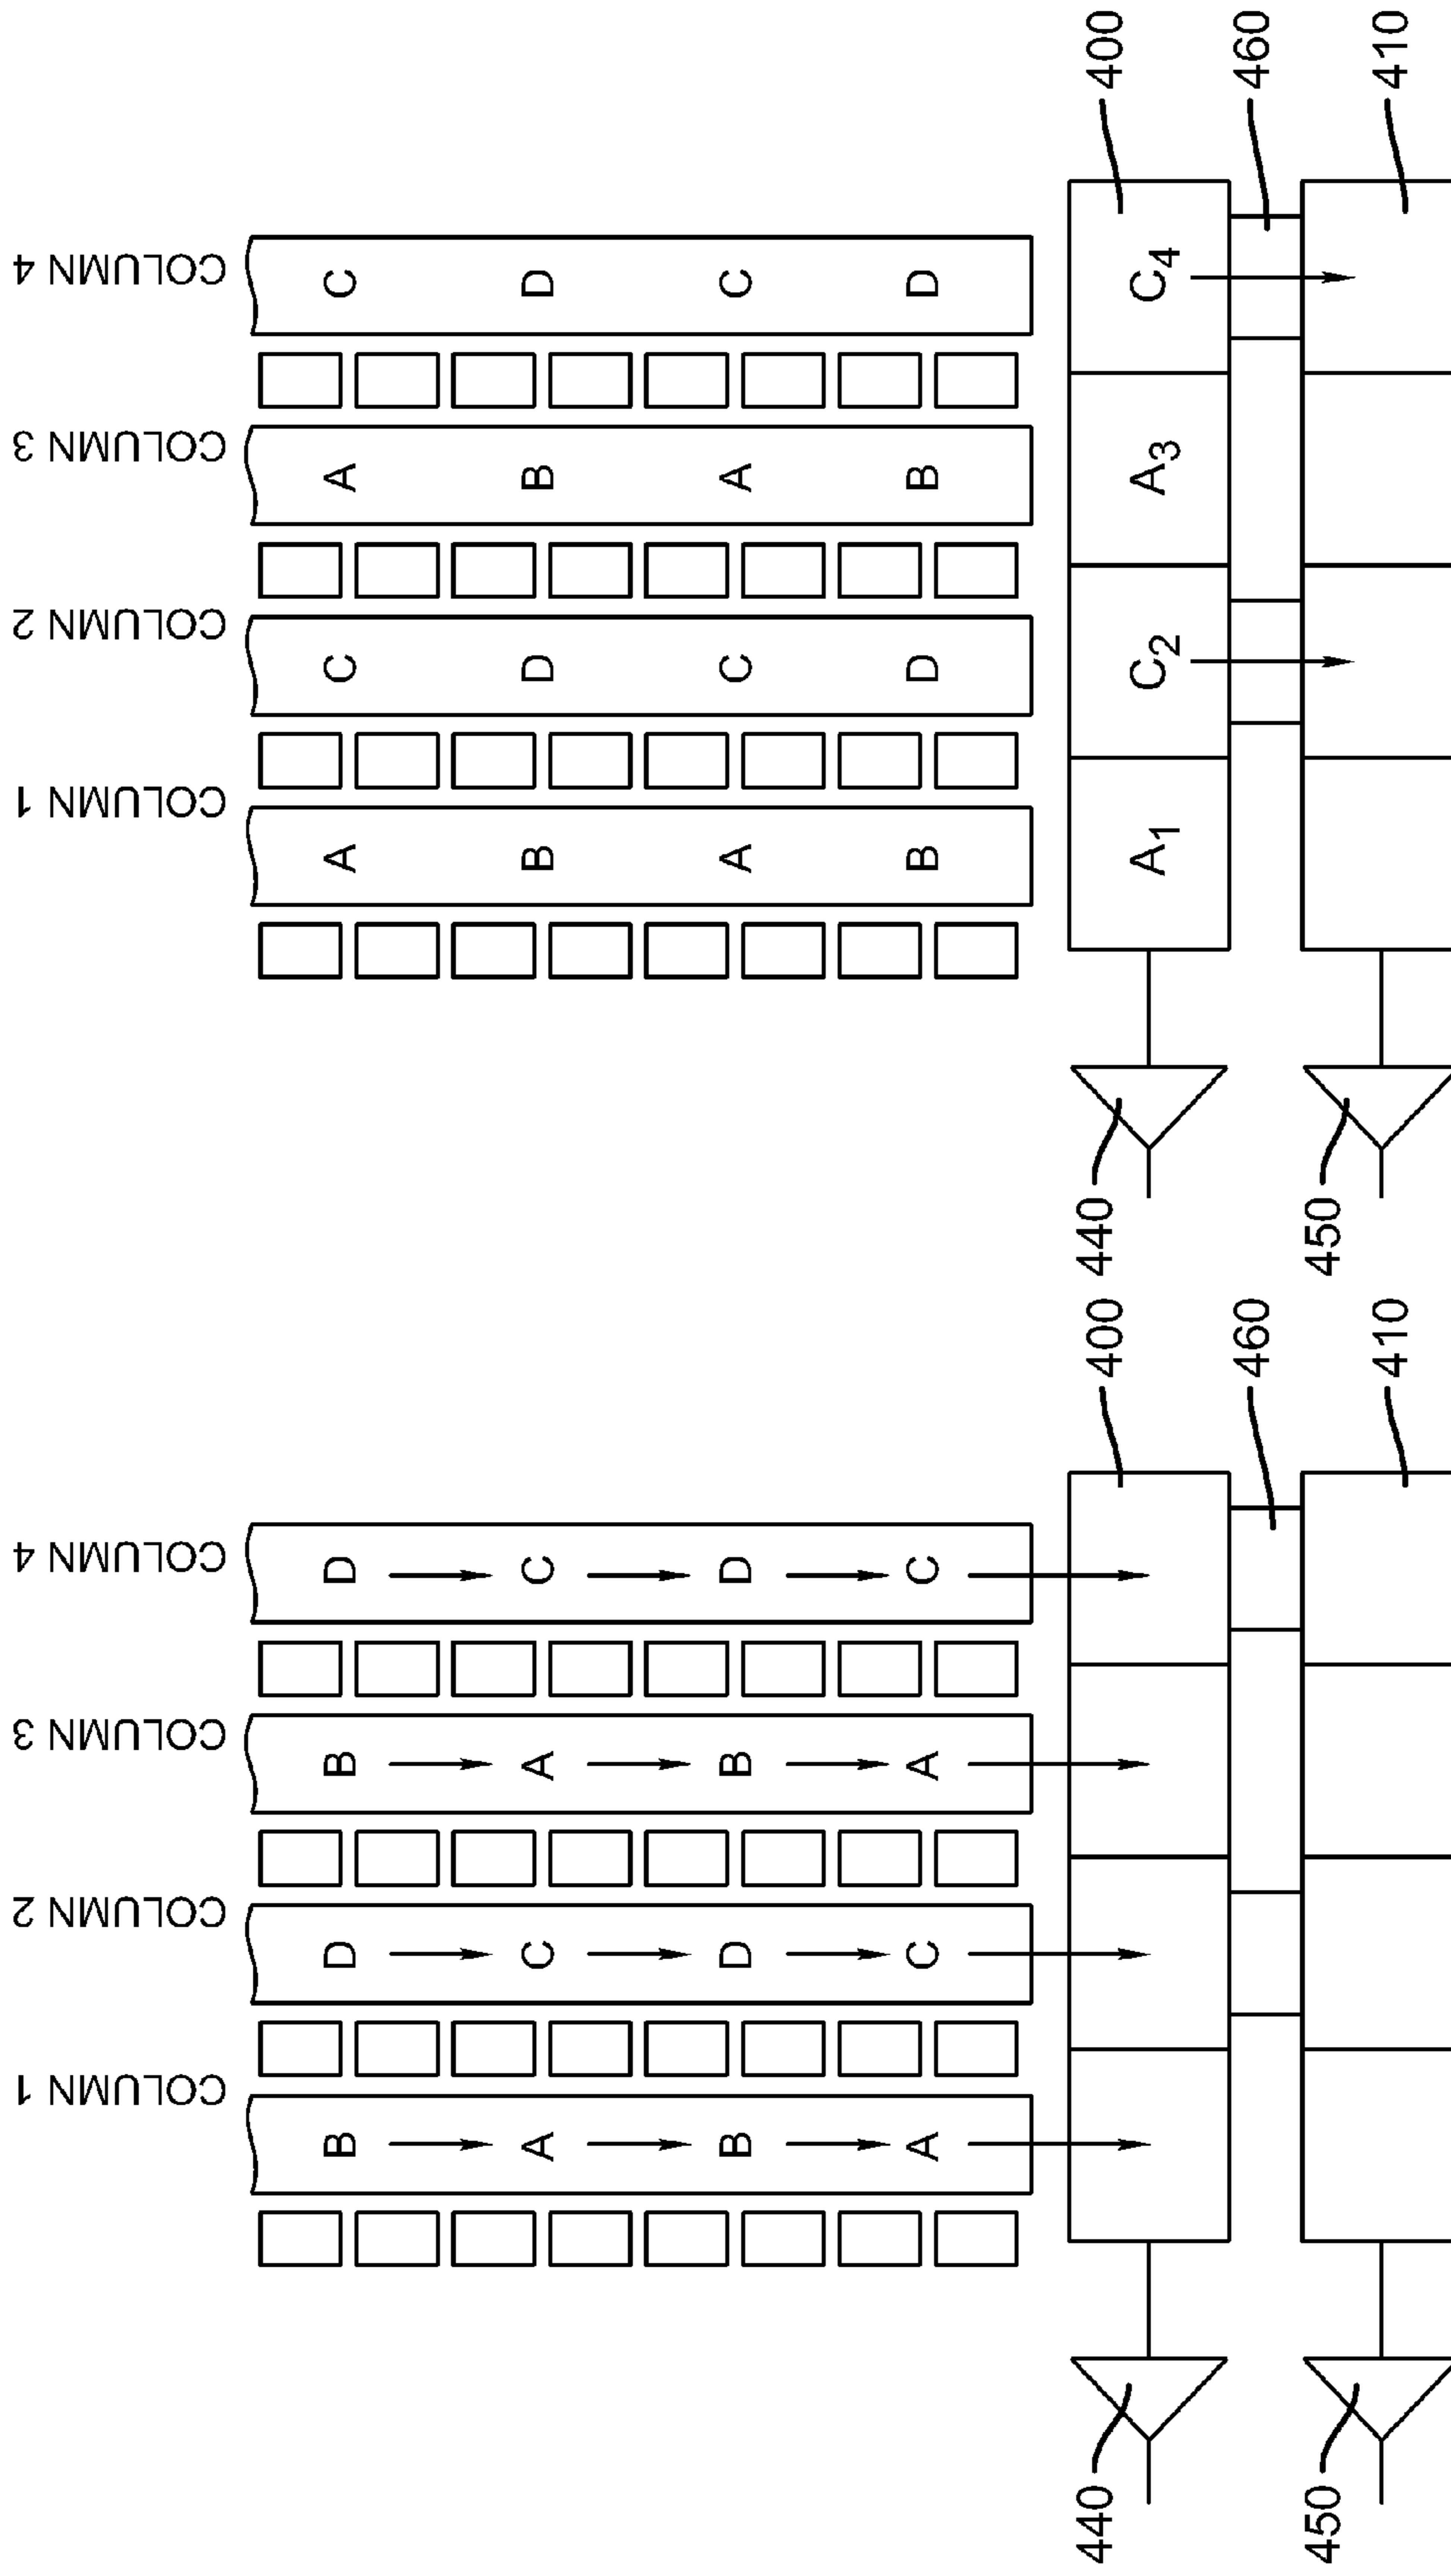 COLUMN 4
C D C D
COLUMN 3
A B A B
COLUMN 2
C D C D
COLUMN 1
A B A B
400
460
410
C4
A3
C2
A1
440
450
COLUMN 4
D C D C
COLUMN 3
B A B A
COLUMN 2
D C D C
COLUMN 1
B A B A
400
460
410
440
450